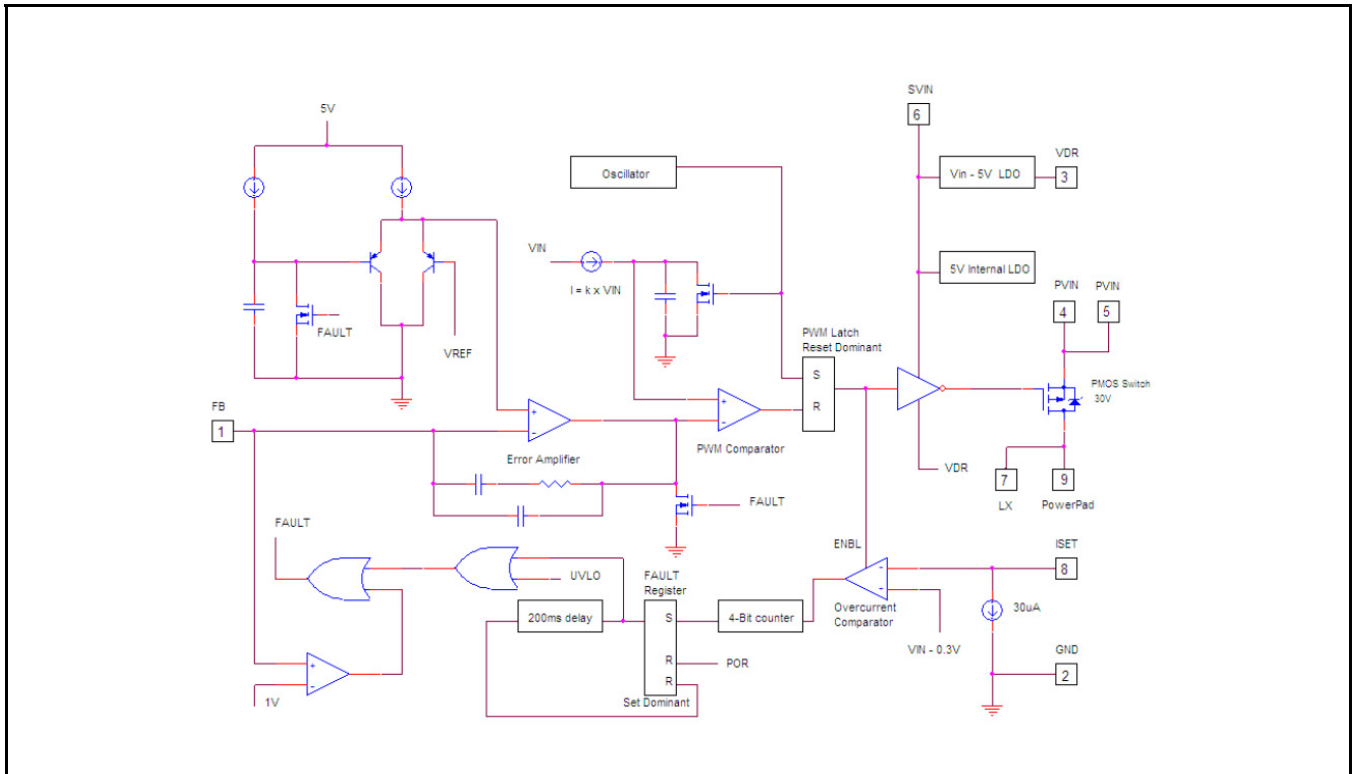 SVIN
6
5V
VDR
3
Vin - 5V LDO
Oscillator
VIN
I = k x VIN
5V Internal LDO
PVIN
4
PVIN
5
FAULT
VREF
PWM Latch
Reset Dominant
S
R
PMOS Switch
30V
FB
1
+
-
Error Amplifier
+
-
PWM Comparator
VDR
7
LX
9
PowerPad
FAULT
FAULT
UVLO
ENBL
ISET
8
FAULT
Register
200ms delay
S
4-Bit counter
-
-
Overcurrent
Comparator
30uA
VIN - 0.3V
GND
2
R
POR
R
Set Dominant
+
-
1V